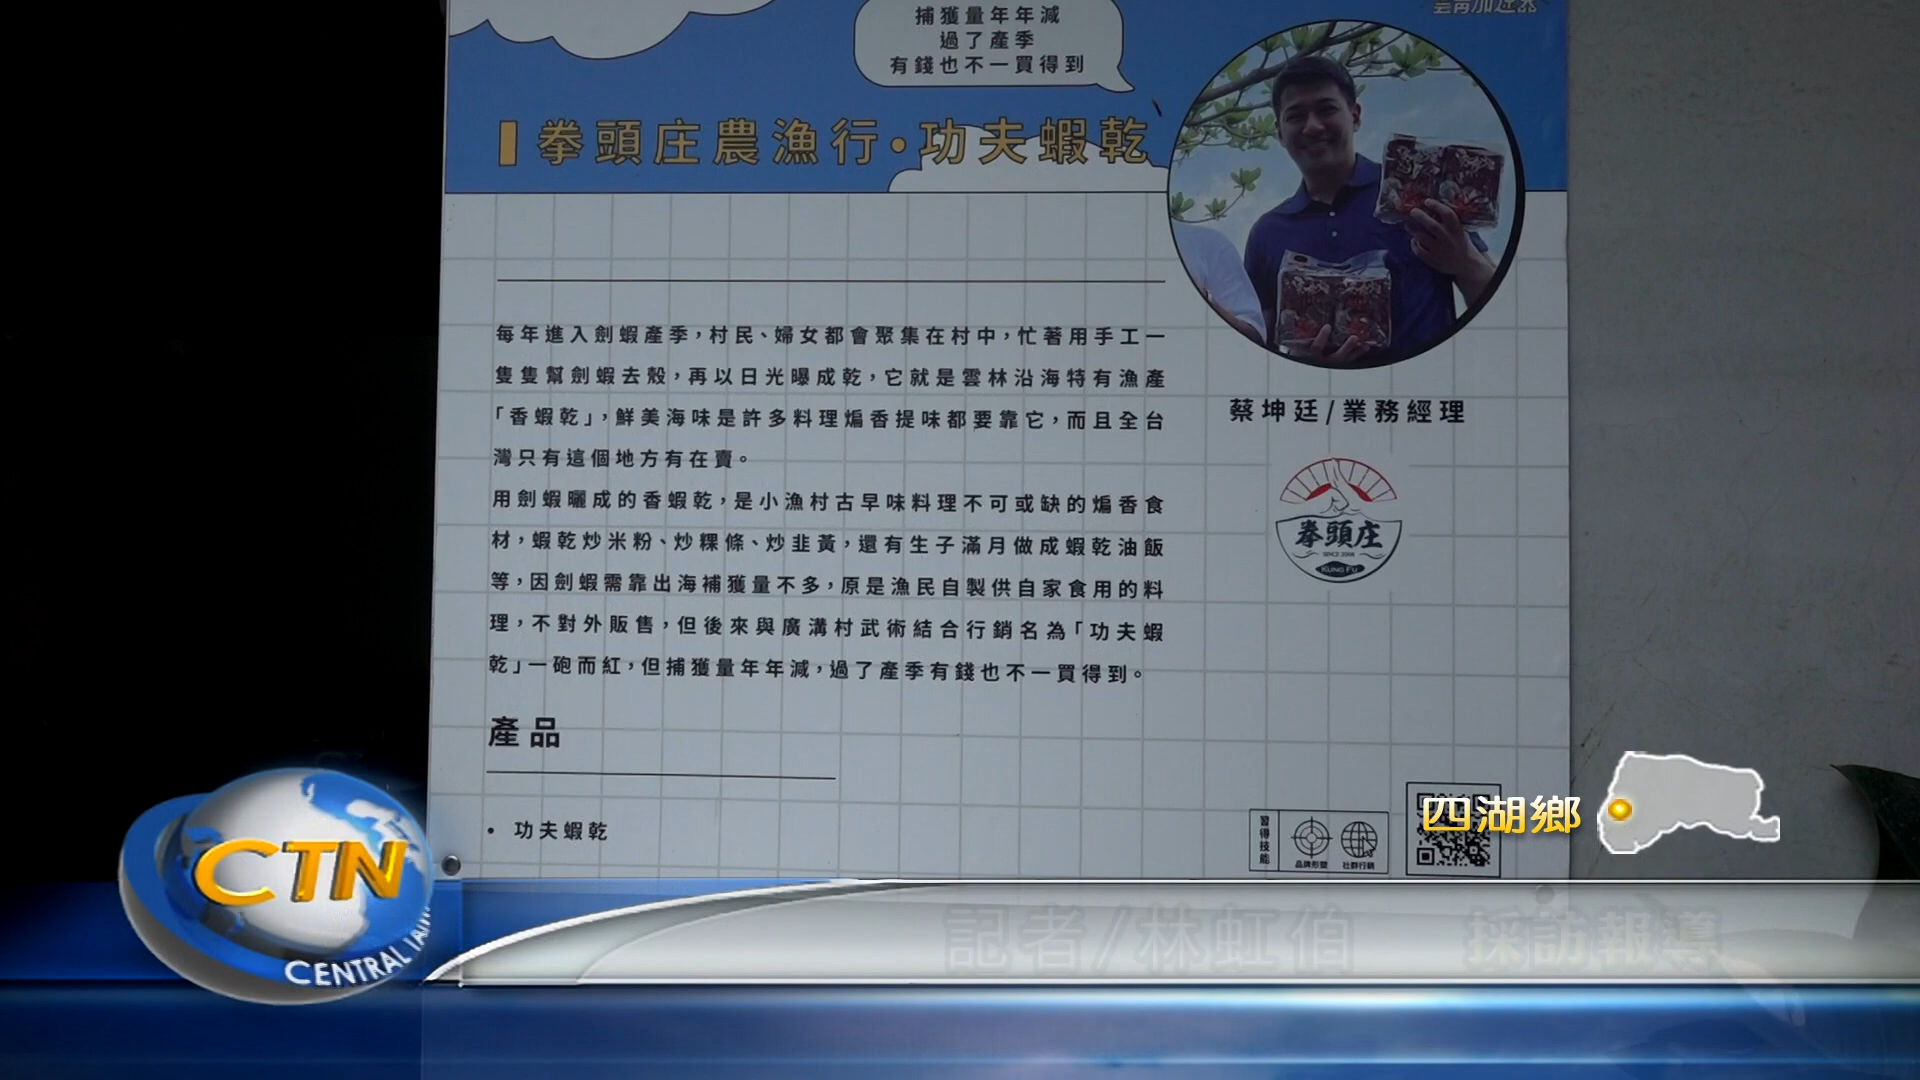 捕獲量年年減
過了產季
有錢也不一買得到
拳頭庄農漁行•功夫蝦乾
每年進入劍蝦產季，村民、婦女都會聚集在村中，忙著用手工一
隻隻幫劍蝦去殼，再以日光曝成乾，它就是雲林沿海特有漁產
「香蝦乾」，鮮美海味是許多料理煸香提味都要靠它，而且全台
灣只有這個地方有在賣。
用劍蝦曬成的香蝦乾，是小漁村古早味料理不可或缺的煸香食
材，蝦乾炒米粉、炒粿條、炒韭黃，還有生子滿月做成蝦乾油飯
等，因劍蝦需靠出海補獲量不多，原是漁民自製供自家食用的料
理，不對外販售，但後來與廣溝村武術結合行銷名為「功夫蝦
乾」一砲而紅，但捕獲量年年減，過了產季有錢也不一買得到。
蔡坤廷/業務經理
拳頭庄
KUNG FU
產品
• 功夫蝦乾
習得技能
品牌形塑
社群行銷
四湖鄉
CTN
CENTRAL
記者/林虹伯 採訪報導